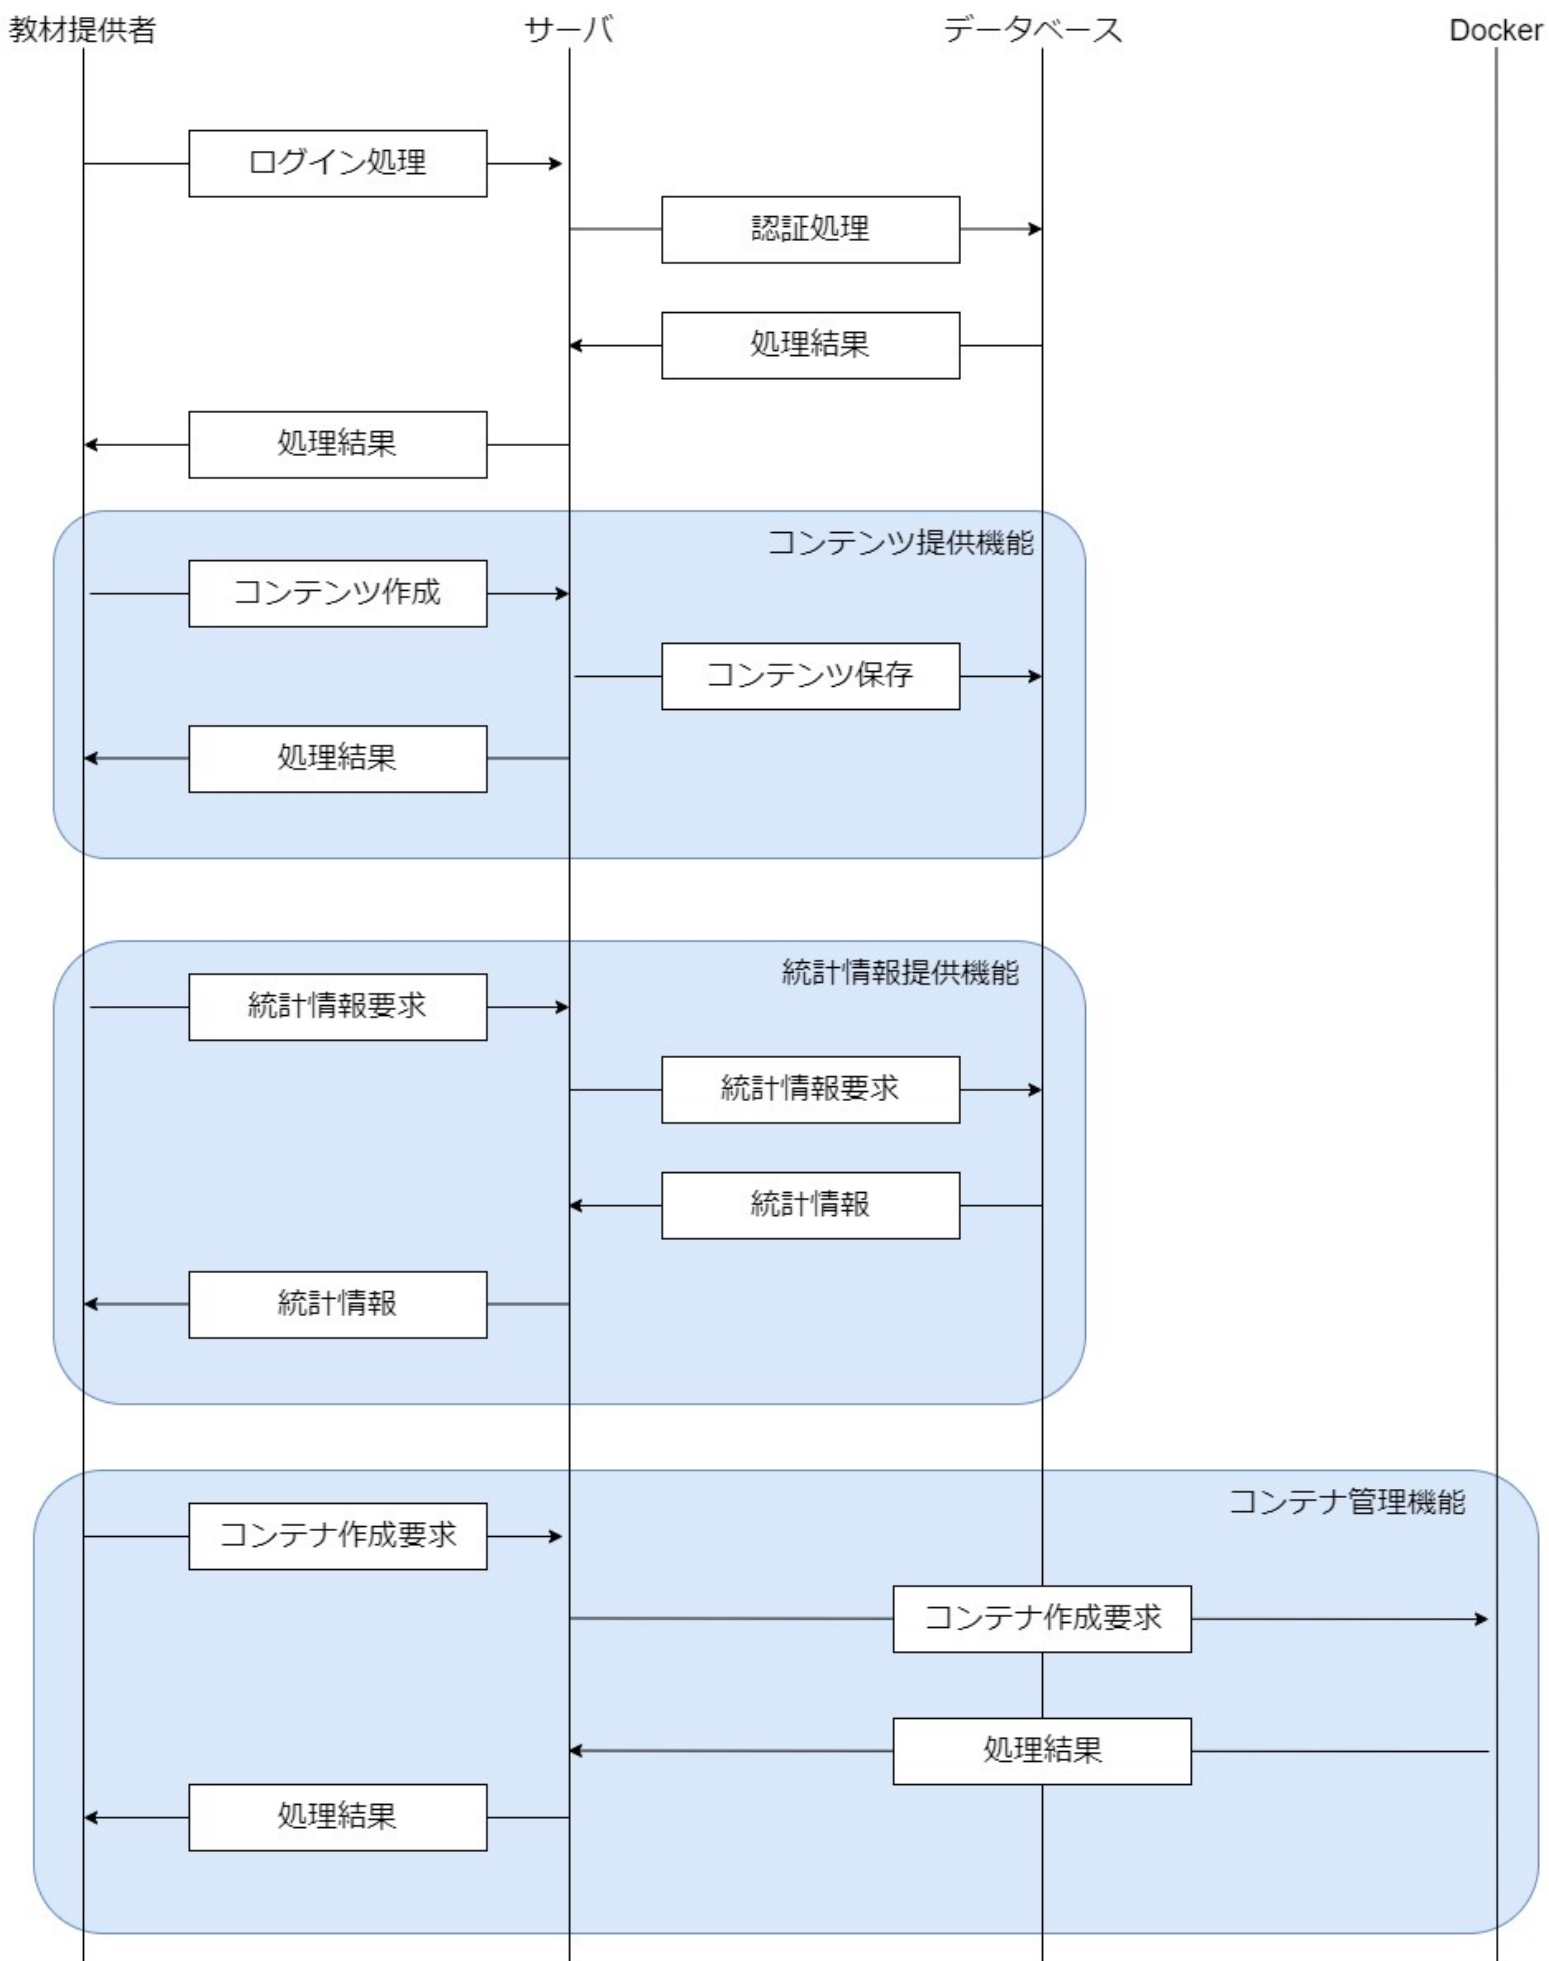 教材提供者
サーバ
データベース
Docker
ログイン処理
認証処理
処理結果
処理結果
コンテンツ提供機能
コンテンツ作成
コンテンツ保存
処理結果
統計情報提供機能
統計情報要求
統計情報要求
統計情報
統計情報
コンテナ管理機能
コンテナ作成要求
コンテナ作成要求
処理結果
処理結果